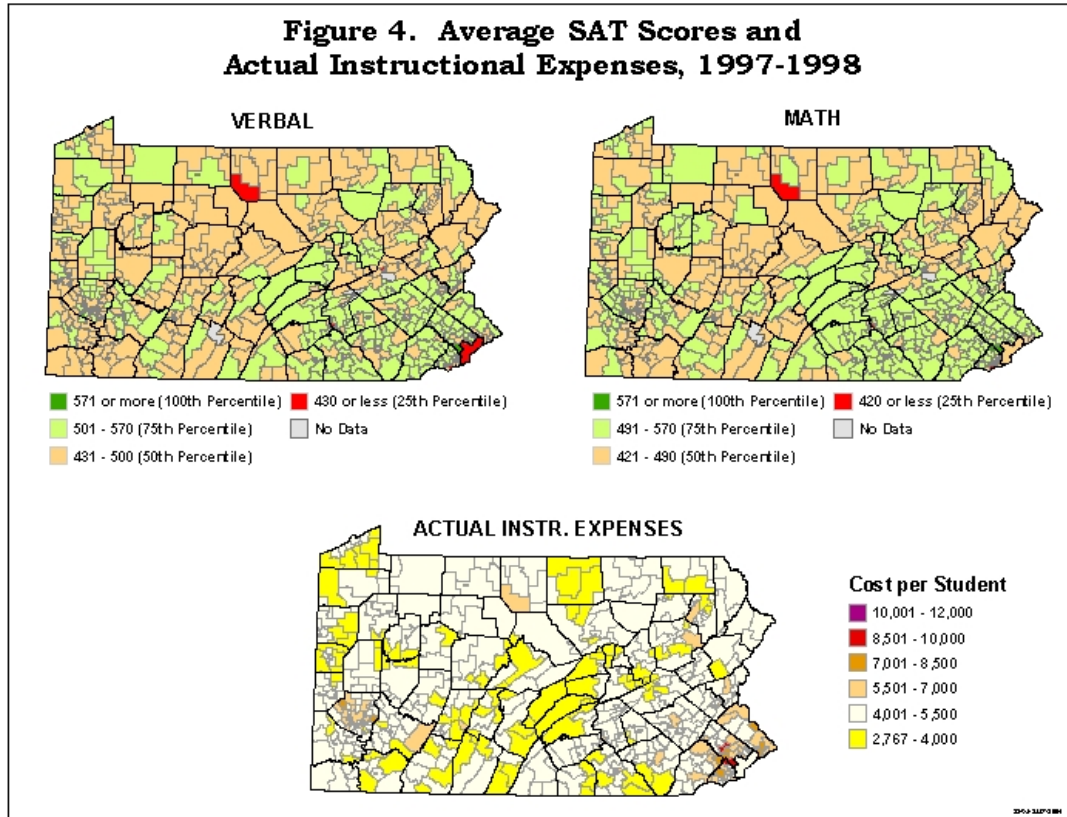 Figure 4. Average SAT Scores and
Actual Instructional Expenses, 1997-1998
VERBAL
MATH
571 or more (100th Percentile)
430 or less (25th Percentile)
501 - 570 (75th Percentile)
No Data
431 - 500 (50th Percentile)
571 or more (100th Percentile)
420 or less (25th Percentile)
491 - 570 (75th Percentile)
No Data
421 - 490 (50th Percentile)
ACTUAL INSTR. EXPENSES
Cost per Student
10,001 - 12,000
8,501 - 10,000
7,001 - 8,500
5,501 - 7,000
4,001 - 5,500
2,767 - 4,000